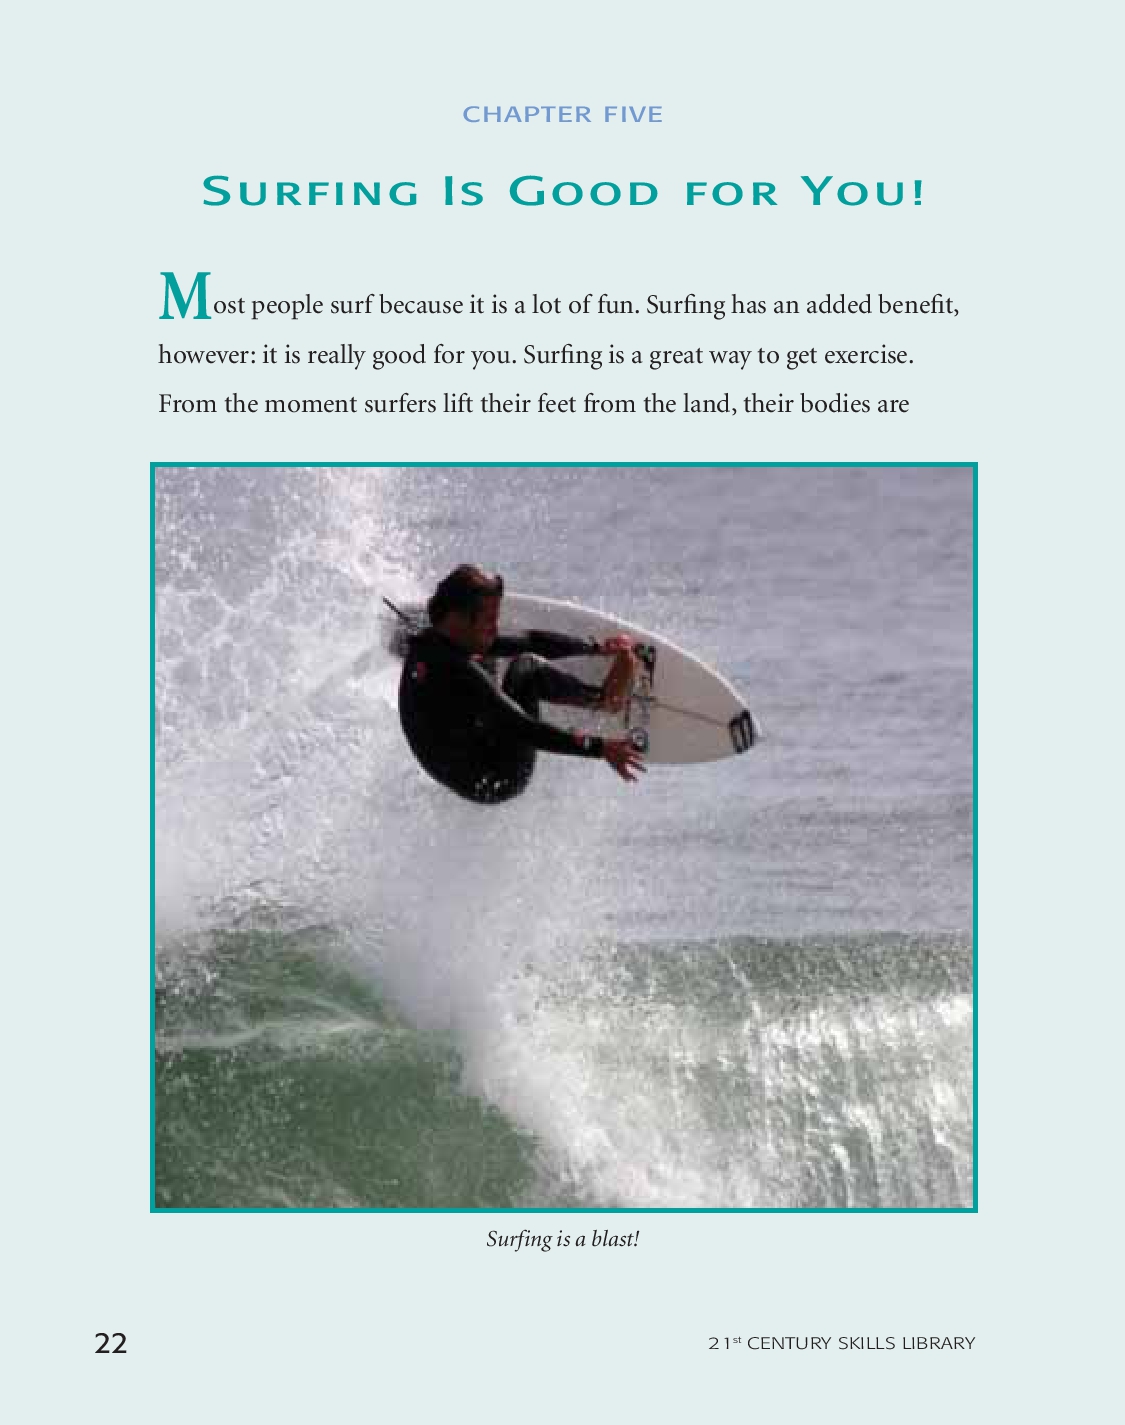 CHAPTER FIVE
SURFING IS GOOD FOR YOU!
Most people surf because it is a lot of fun. Surfing has an added benefit,
however: it is really good for you. Surfing is a great way to get exercise.
From the moment surfers lift their feet from the land, their bodies are
Surfing is a blast!
22
21st CENTURY SKILLS LIBRARY